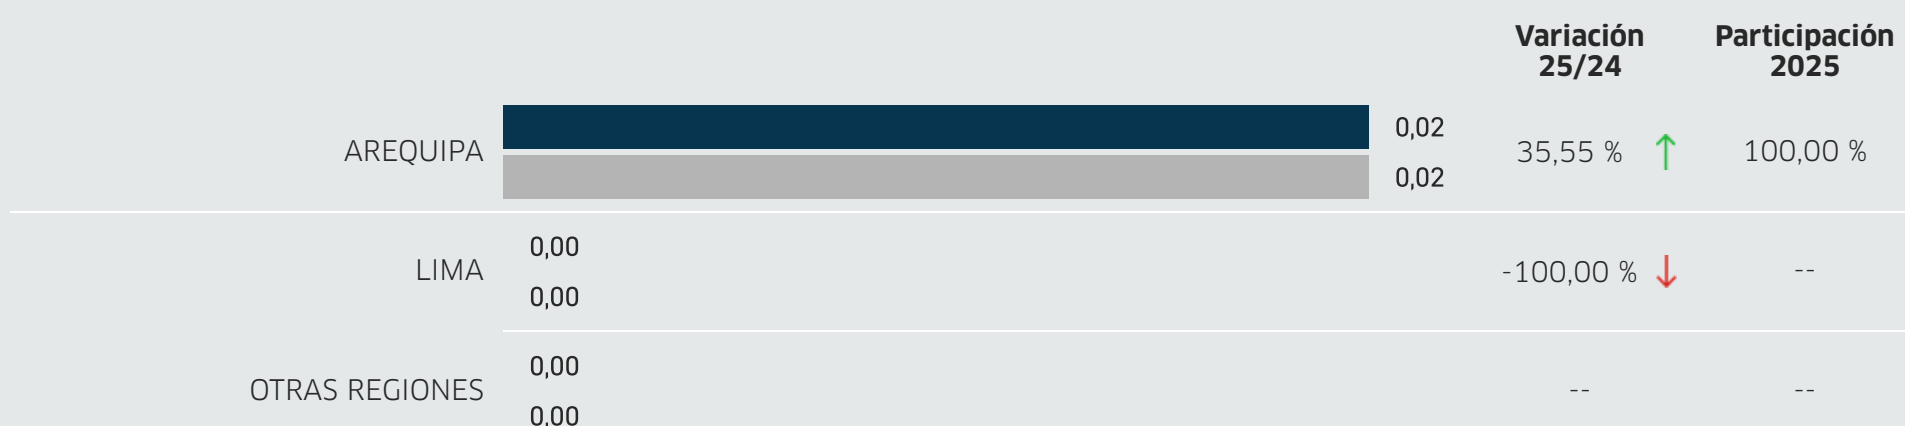 Variación Participación
25/24 2025
AREQUIPA 0,02 35,55 % 100,00 %
0,02
LIMA 0,00 -100,00 % --
0,00
OTRAS REGIONES 0,00 -- --
0,00